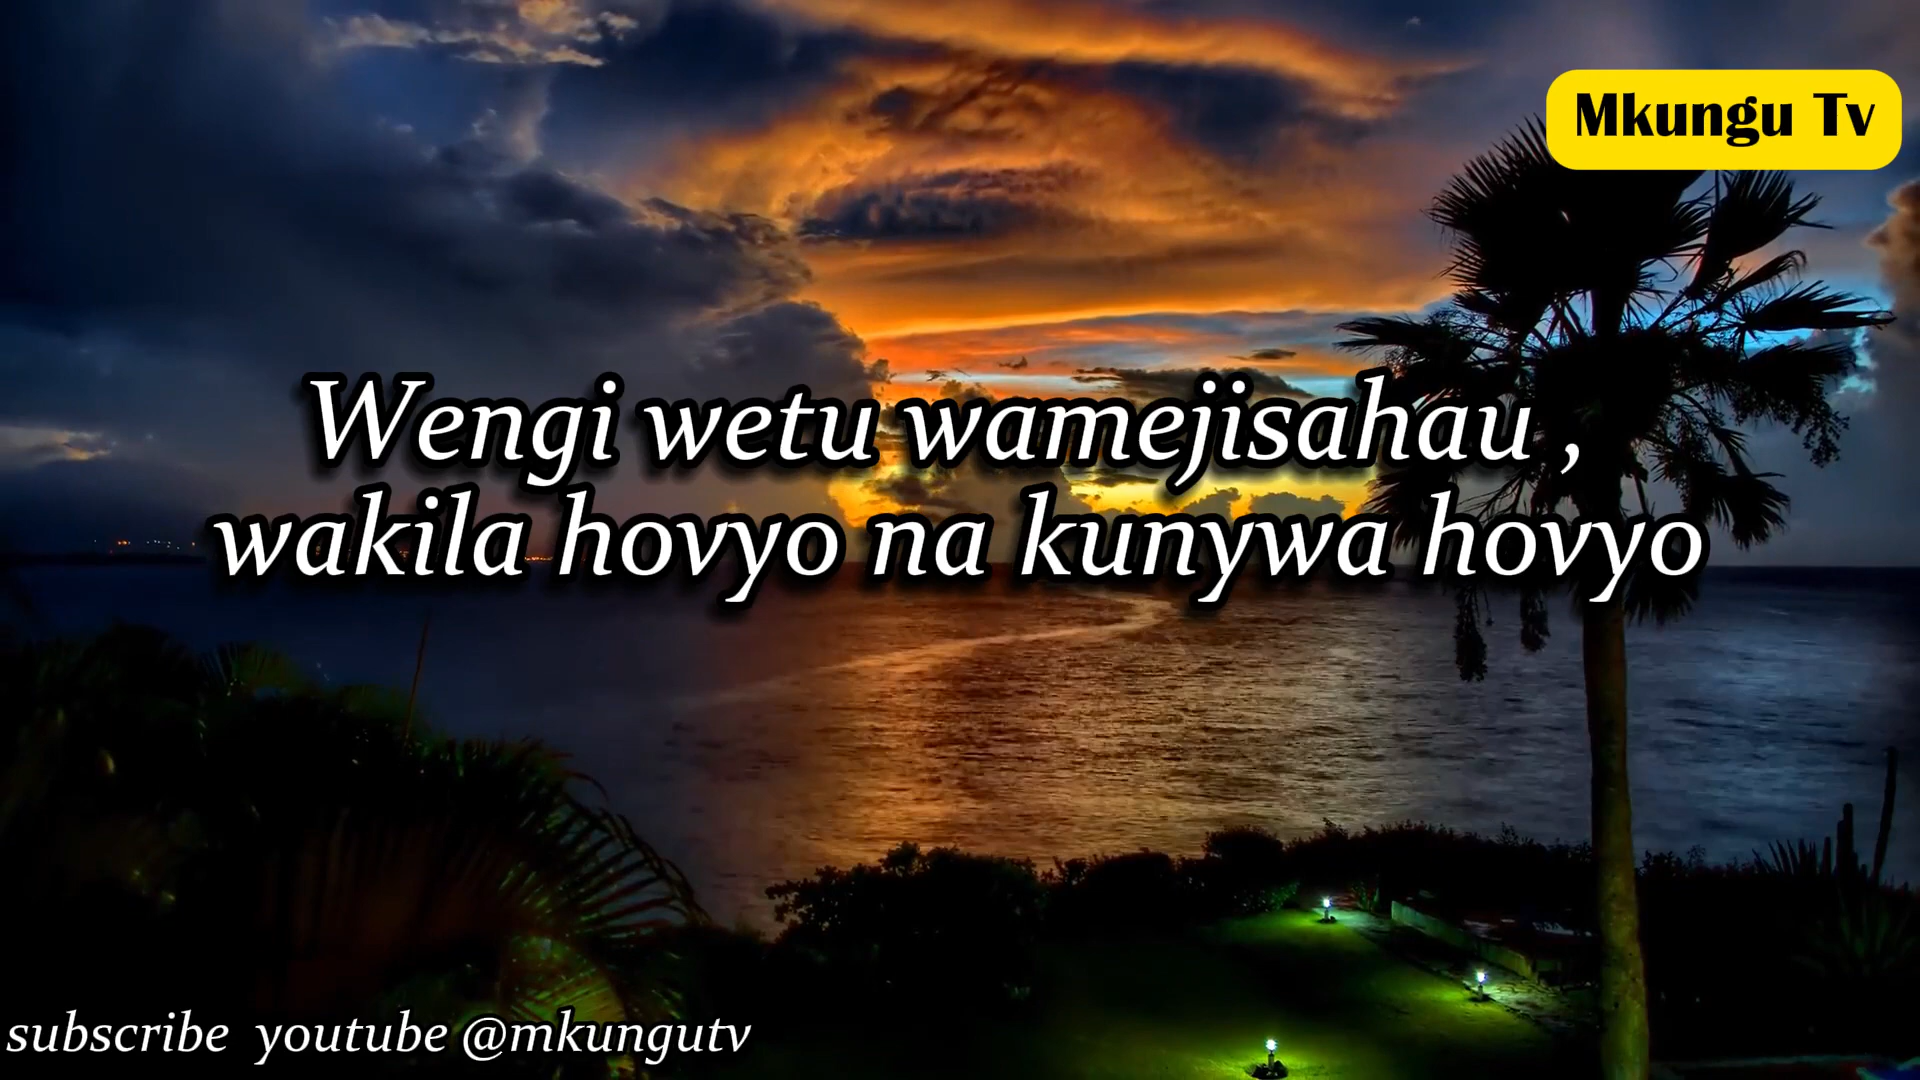 Mkungu Tv
Wengi wetu wamejisahau ,
wakila hovyo na kunywa hovyo
subscribe youtube @mkungutv